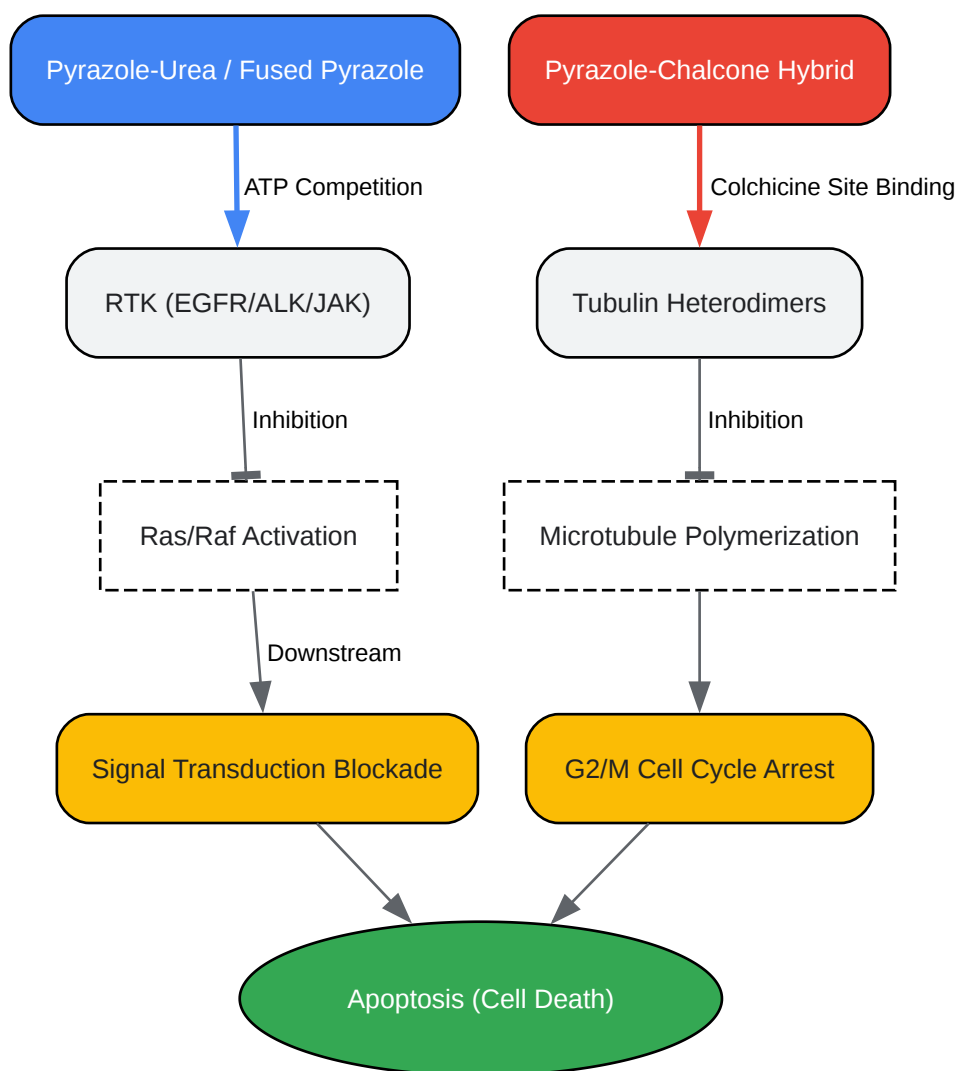 Pyrazole-Urea / Fused Pyrazole
Pyrazole-Chalcone Hybrid
ATP Competition
Colchicine Site Binding
RTK (EGFR/ALK/JAK)
Tubulin Heterodimers
Inhibition
Inhibition
Ras/Raf Activation
Microtubule Polymerization
Downstream
Signal Transduction Blockade
G2/M Cell Cycle Arrest
Apoptosis (Cell Death)